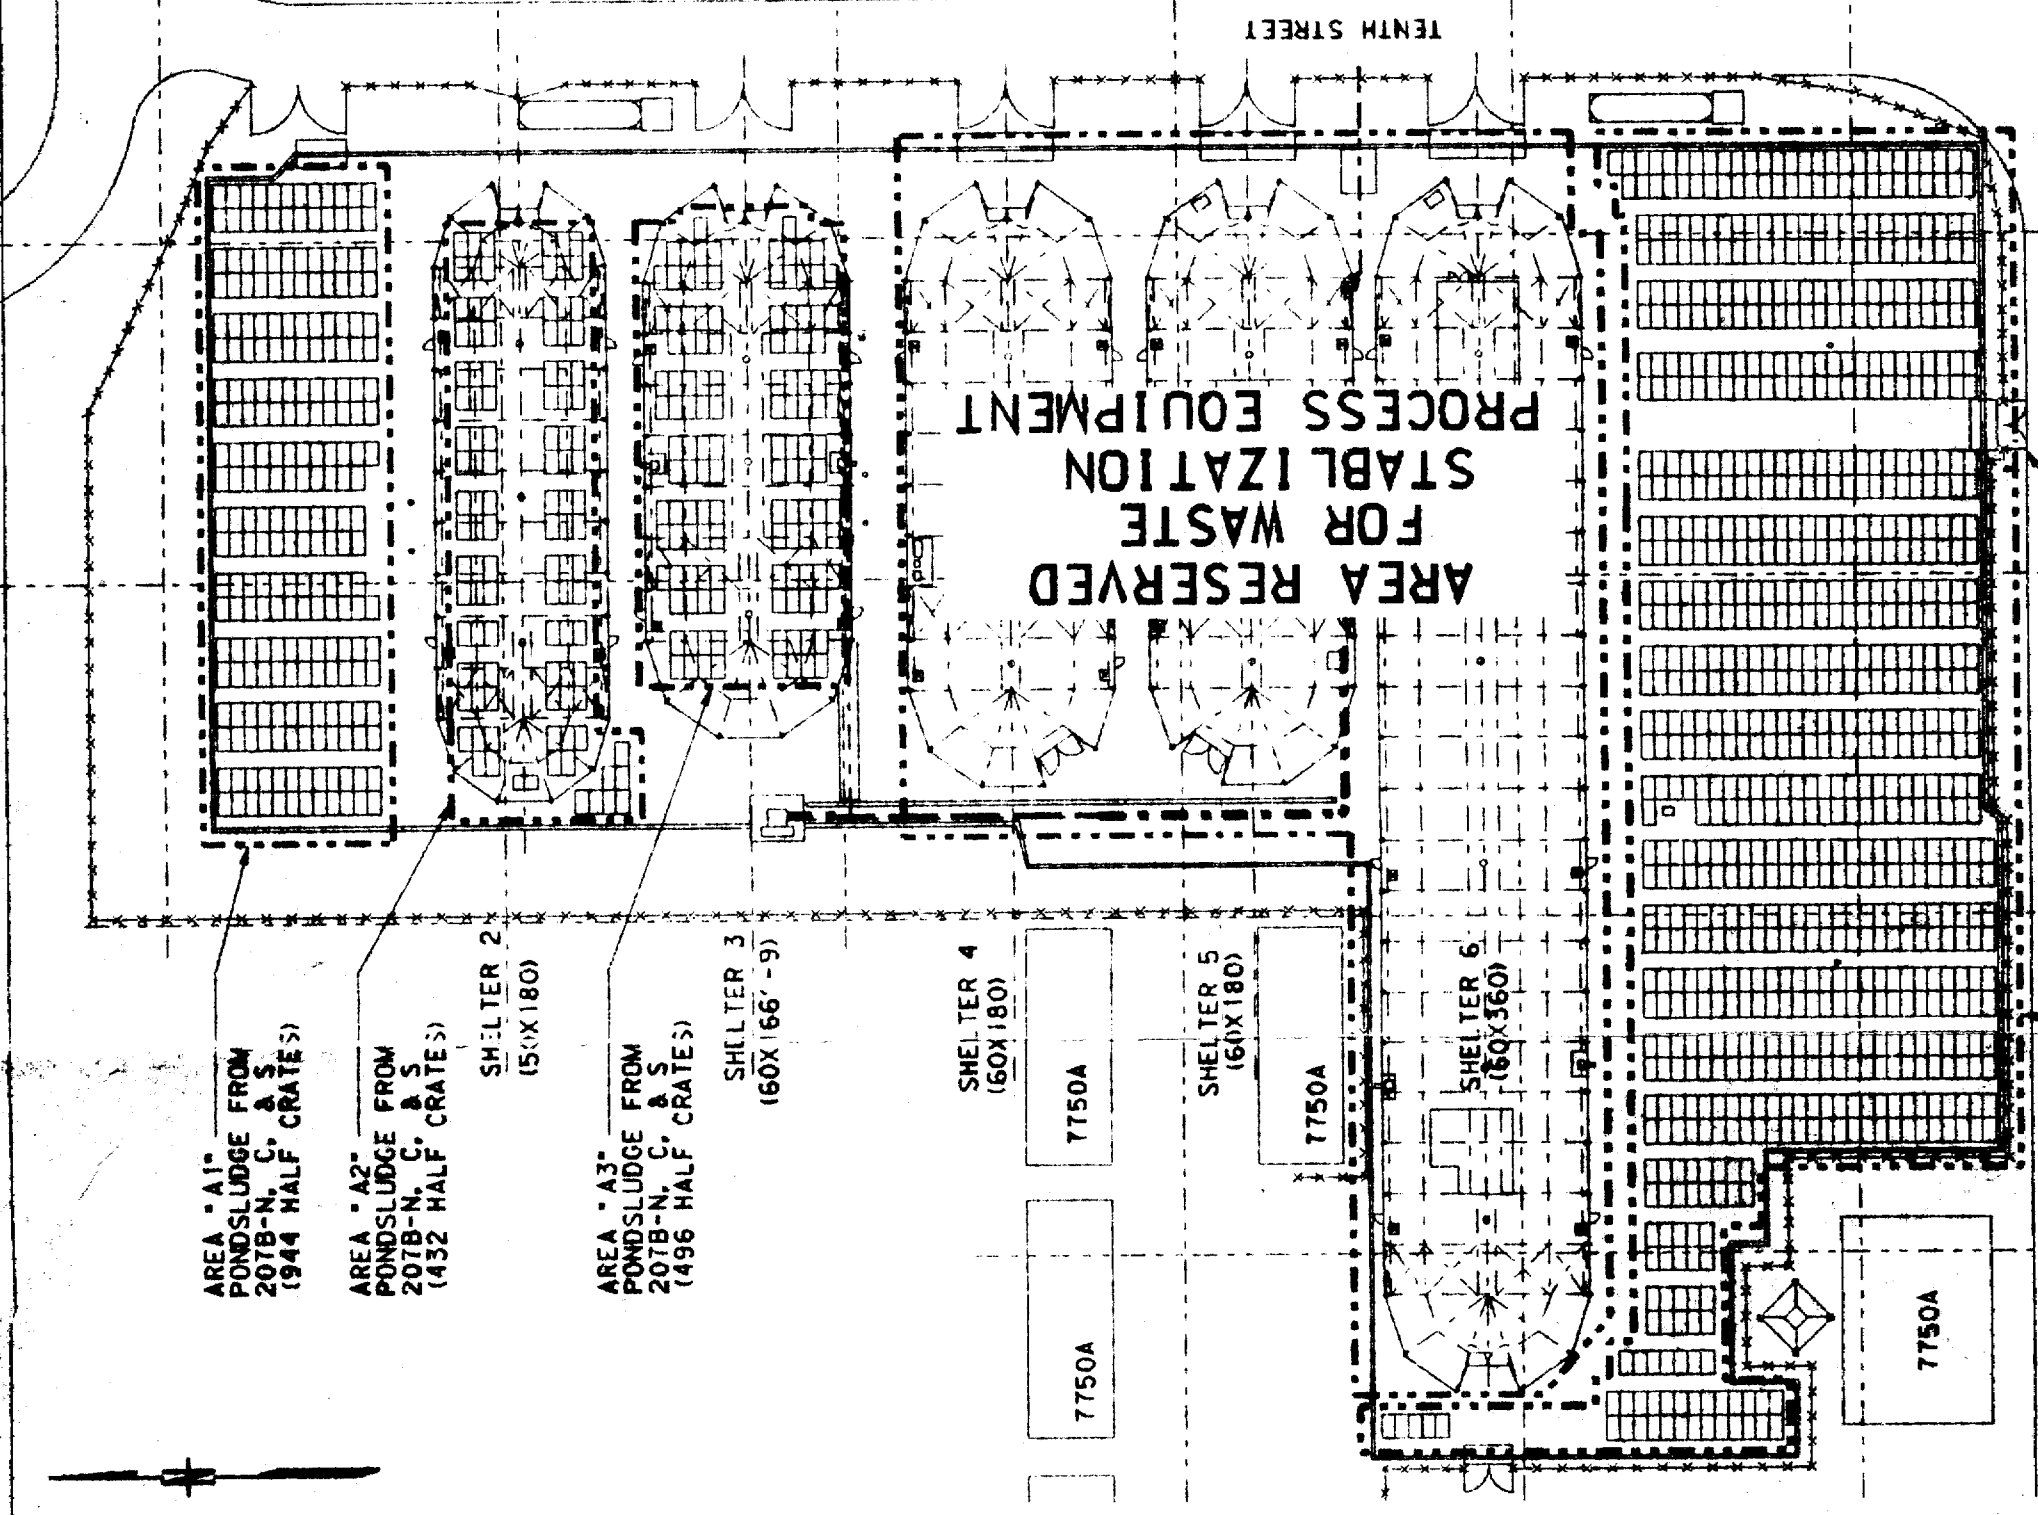 TENTH STREET
AREA RESERVED
FOR WASTE
STABLIZATION
PROCESS EQUIPMENT
AREA "A1"
PONDSLUDGE FROM
207B-N, C, & S
(944 HALF CRATES)
AREA "A2"
PONDSLUDGE FROM
207B-N, C, & S
(432 HALF CRATES)
SHELTER 2
(50X180)
AREA "A3"
PONDSLUDGE FROM
207B-N, C, & S
(496 HALF CRATES)
SHELTER 3
(60X166'-9)
SHELTER 4
(60X180)
SHELTER 5
(60X180)
SHELTER 6
(60X360)
7750A
7750A
7750A
7750A